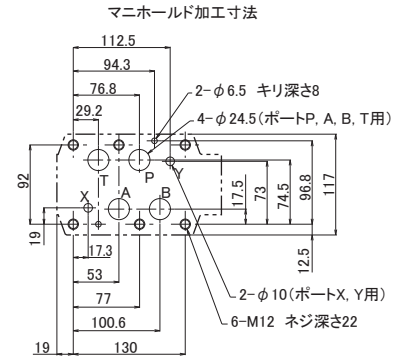 マニホールド加工寸法
112.5
94.3
76.8
29.2
2-φ6.5 キリ深さ8
4-φ24.5(ポートP, A, B, T用)
T
P
Y
X
A
B
92
19
17.5
73
74.5
96.8
117
12.5
17.3
53
77
100.6
19
130
2-φ10(ポートX, Y用)
6-M12 ネジ深さ22